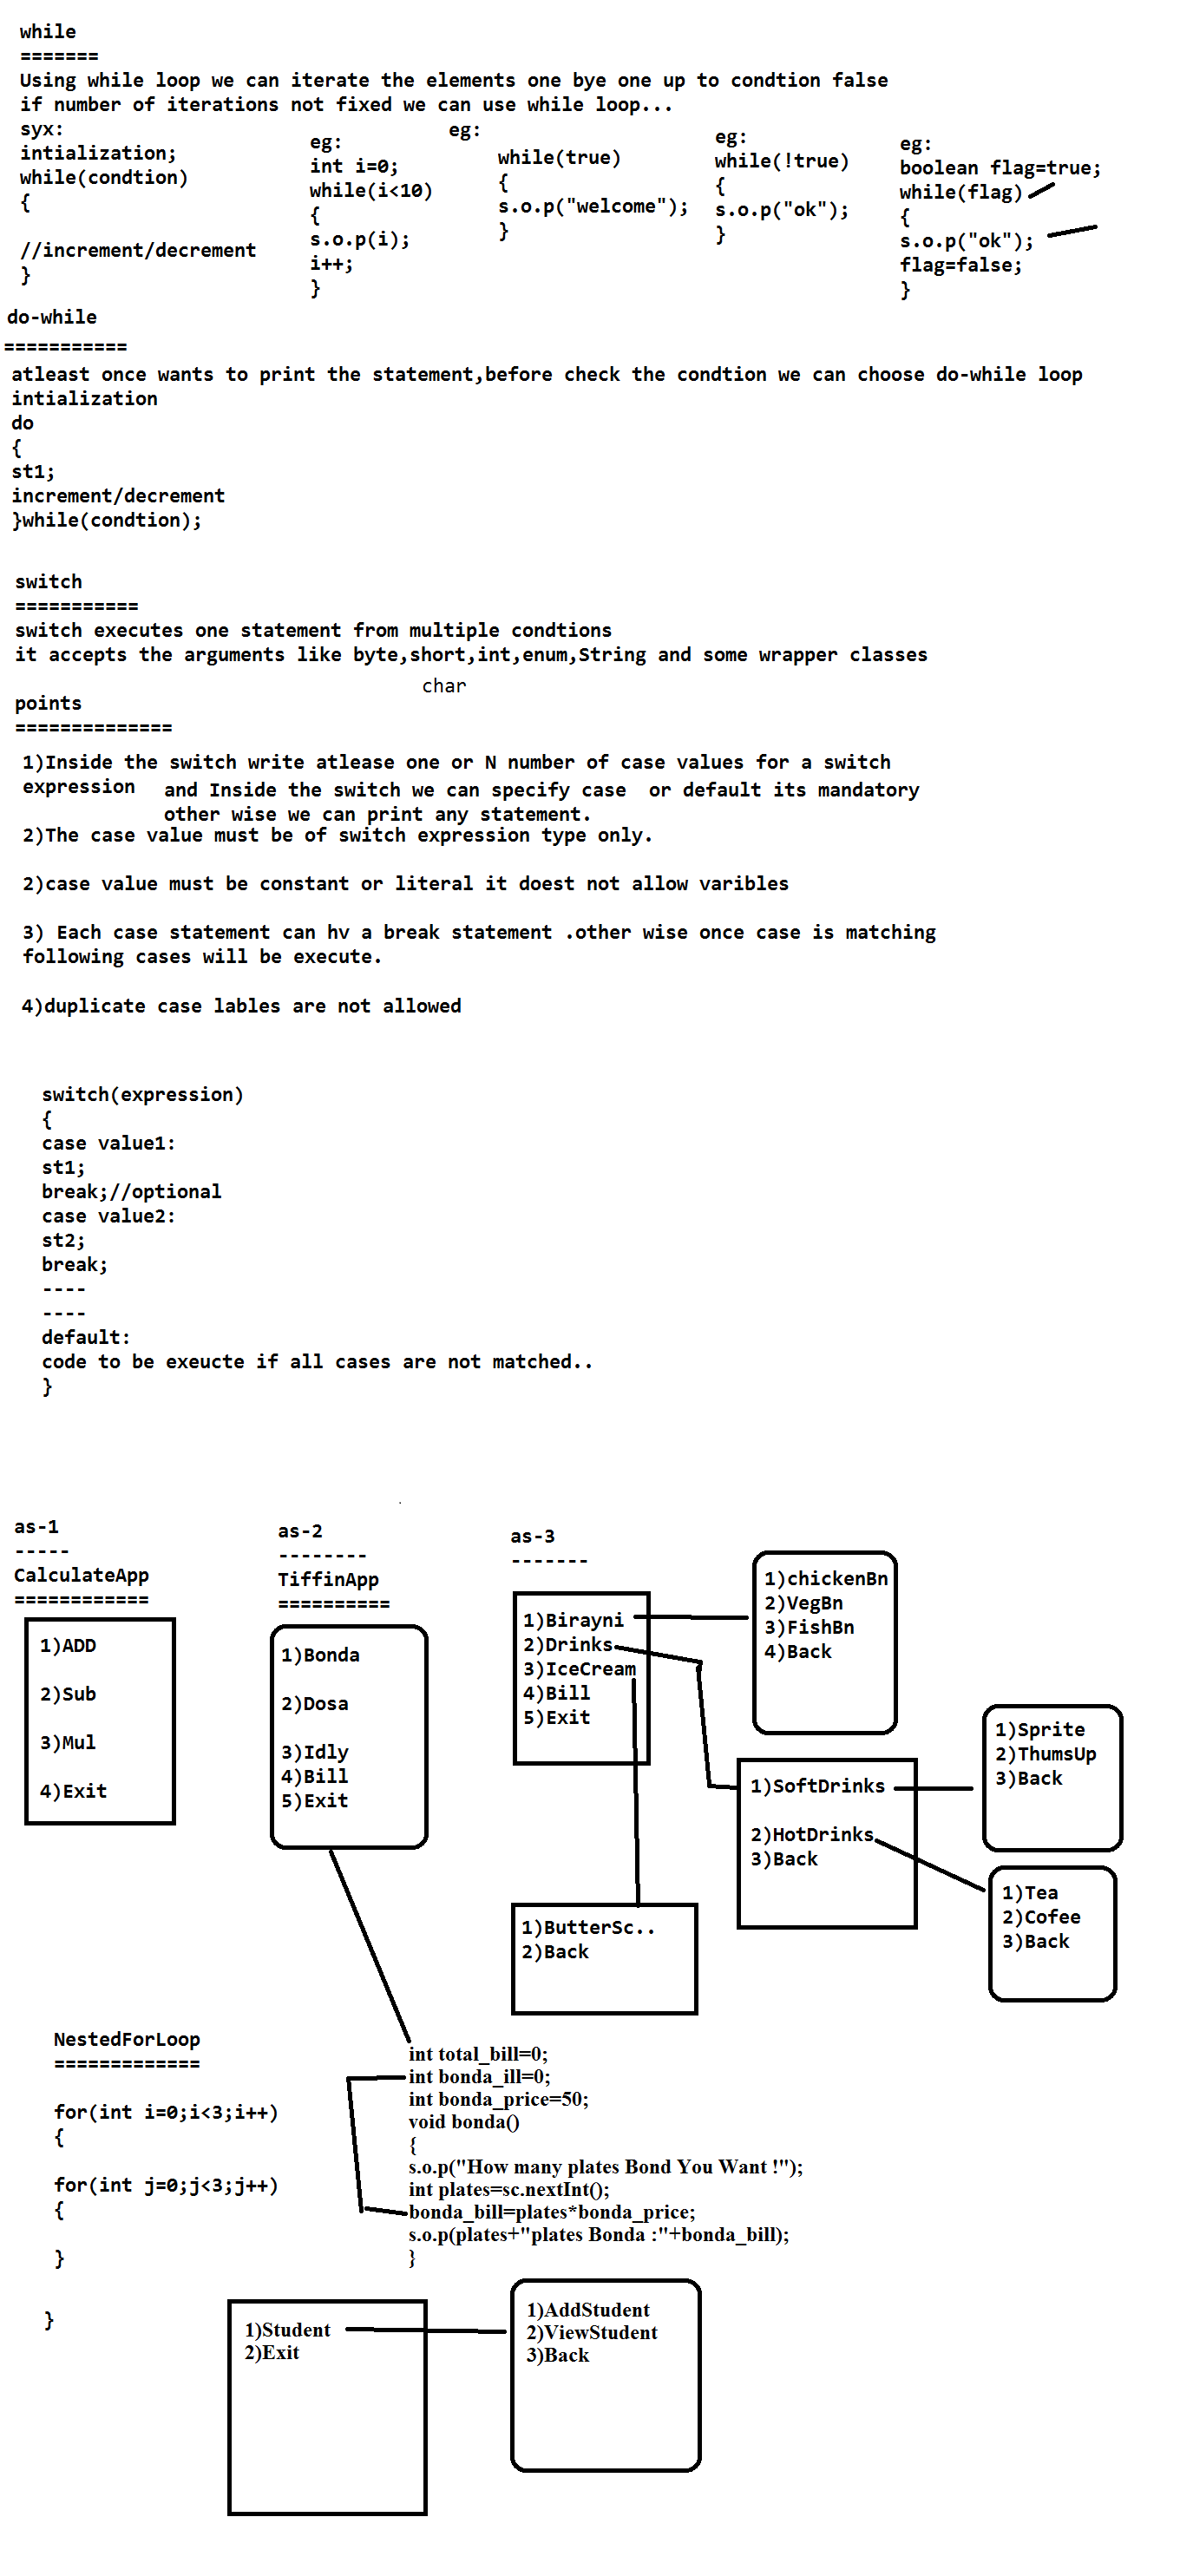 while
=======
Using while loop we can iterate the elements one bye one up to condtion false
if number of iterations not fixed we can use while loop...
syx:
intialization;
while(condtion)
{
//increment/decrement
}
eg:
int i=0;
while(i<10)
{
s.o.p(i);
i++;
}
eg:
while(true)
{
s.o.p("welcome");
}
eg:
while(!true)
{
s.o.p("ok");
}
eg:
boolean flag=true;
while(flag)
{
s.o.p("ok");
flag=false;
}
do-while
===========
atleast once wants to print the statement,before check the condtion we can choose do-while loop
intialization
do
{
st1;
increment/decrement
}while(condtion);
switch
===========
switch executes one statement from multiple condtions
it accepts the arguments like byte,short,int,enum,String and some wrapper classes
char
points
==============
1)Inside the switch write atlease one or N number of case values for a switch
expression and Inside the switch we can specify case  or default its mandatory
other wise we can print any statement.
2)The case value must be of switch expression type only.
2)case value must be constant or literal it doest not allow varibles
3) Each case statement can hv a break statement .other wise once case is matching
following cases will be execute.
4)duplicate case lables are not allowed
switch(expression)
{
case value1:
st1;
break;//optional
case value2:
st2;
break;
----
----
default:
code to be exeucte if all cases are not matched..
}
as-1
-----
CalculateApp
============
1)ADD
2)Sub
3)Mul
4)Exit
as-2
--------
TiffinApp
==========
1)Bonda
2)Dosa
3)Idly
4)Bill
5)Exit
as-3
-------
1)Birayni
2)Drinks
3)IceCream
4)Bill
5)Exit
1)chickenBn
2)VegBn
3)FishBn
4)Back
1)SoftDrinks
2)HotDrinks
3)Back
1)Sprite
2)ThumsUp
3)Back
1)Tea
2)Cofee
3)Back
1)ButterSc..
2)Back
NestedForLoop
=============
for(int i=0;i<3;i++)
{
for(int j=0;j<3;j++)
{
}
}
int total_bill=0;
int bonda_ill=0;
int bonda_price=50;
void bonda()
{
s.o.p("How many plates Bond You Want !");
int plates=sc.nextInt();
bonda_bill=plates*bonda_price;
s.o.p(plates+"plates Bonda :"+bonda_bill);
}
1)Student
2)Exit
1)AddStudent
2)ViewStudent
3)Back